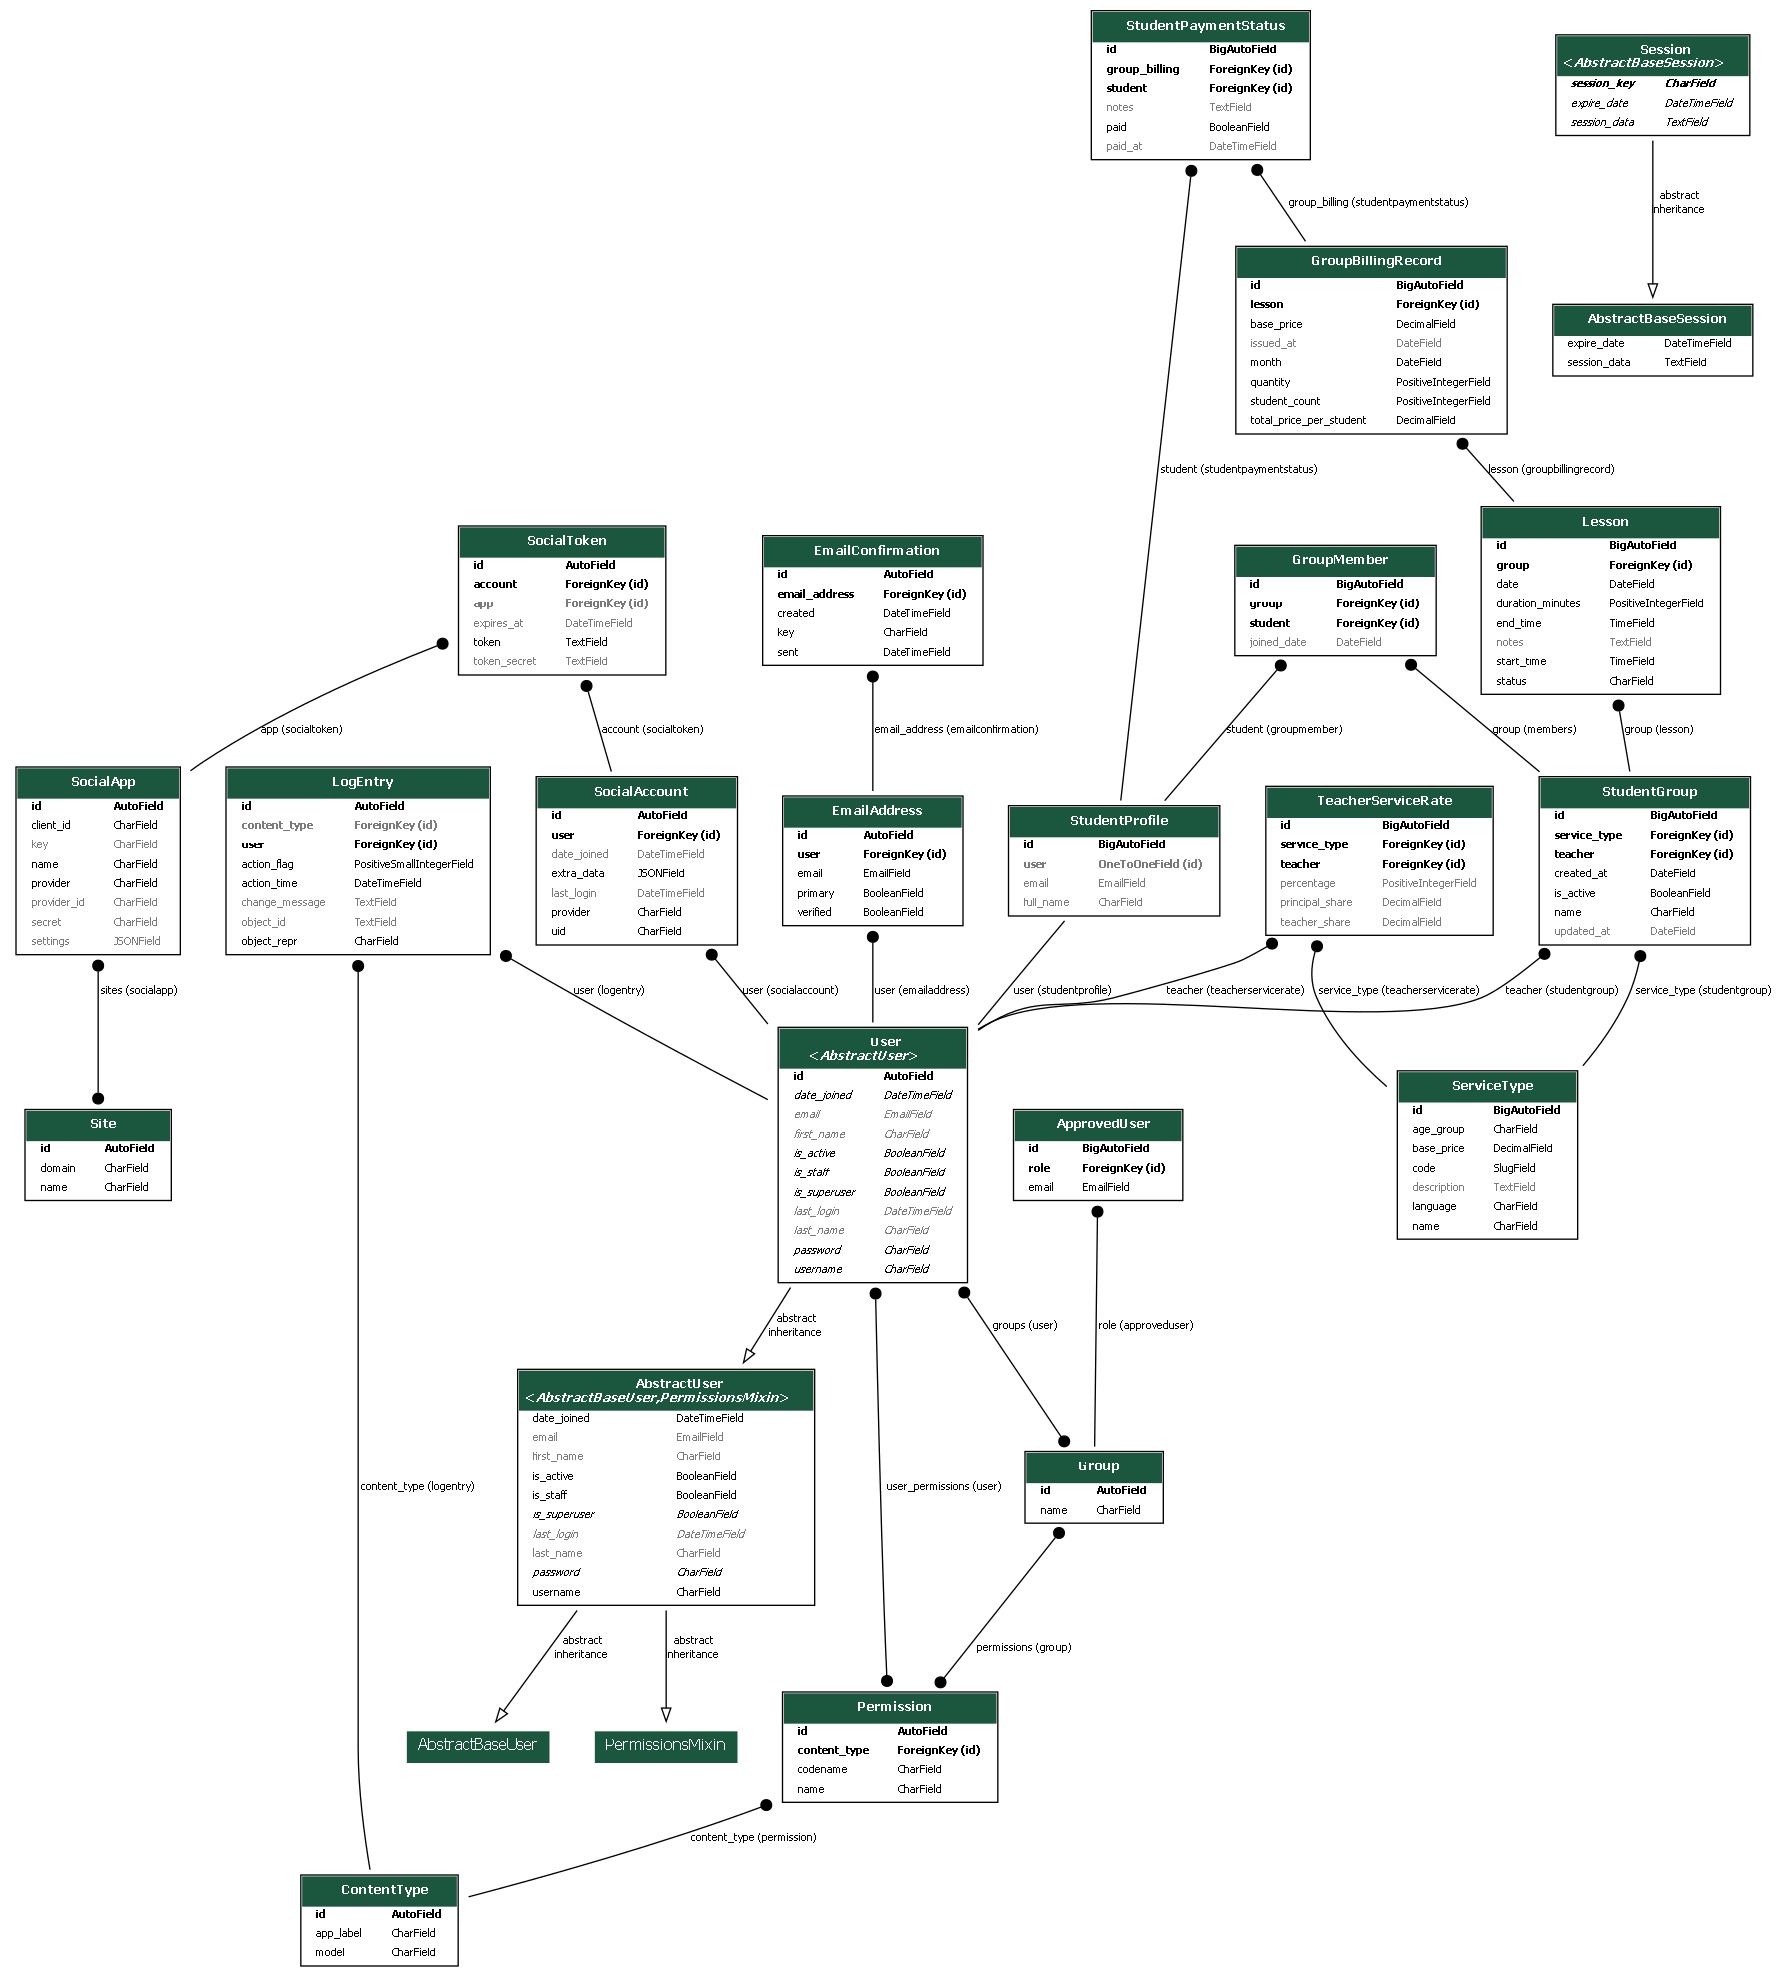 StudentPaymentStatus
id BigAutoField
group_billing ForeignKey (id)
student ForeignKey (id)
notes TextField
paid BooleanField
paid_at DateTimeField
Session
<AbstractBaseSession>
session_key CharField
expire_date DateTimeField
session_data TextField
abstract
inheritance
group_billing (studentpaymentstatus)
GroupBillingRecord
id BigAutoField
lesson ForeignKey (id)
base_price DecimalField
issued_at DateField
month DateField
quantity PositiveIntegerField
student_count PositiveIntegerField
total_price_per_student DecimalField
AbstractBaseSession
expire_date DateTimeField
session_data TextField
student (studentpaymentstatus)
lesson (groupbillingrecord)
SocialToken
id AutoField
account ForeignKey (id)
app ForeignKey (id)
expires_at DateTimeField
token TextField
token_secret TextField
EmailConfirmation
id AutoField
email_address ForeignKey (id)
created DateTimeField
key CharField
sent DateTimeField
GroupMember
id BigAutoField
group ForeignKey (id)
student ForeignKey (id)
joined_date DateField
Lesson
id BigAutoField
group ForeignKey (id)
date DateField
duration_minutes PositiveIntegerField
end_time TimeField
notes TextField
start_time TimeField
status CharField
app (socialtoken)
account (socialtoken)
email_address (emailconfirmation)
student (groupmember)
group (members)
group (lesson)
SocialApp
id AutoField
client_id CharField
key CharField
name CharField
provider CharField
provider_id CharField
secret CharField
settings JSONField
LogEntry
id AutoField
content_type ForeignKey (id)
user ForeignKey (id)
action_flag PositiveSmallIntegerField
action_time DateTimeField
change_message TextField
object_id TextField
object_repr CharField
SocialAccount
id AutoField
user ForeignKey (id)
date_joined DateTimeField
extra_data JSONField
last_login DateTimeField
provider CharField
uid CharField
EmailAddress
id AutoField
user ForeignKey (id)
email EmailField
primary BooleanField
verified BooleanField
StudentProfile
id BigAutoField
user OneToOneField (id)
email EmailField
full_name CharField
TeacherServiceRate
id BigAutoField
service_type ForeignKey (id)
teacher ForeignKey (id)
percentage PositiveIntegerField
principal_share DecimalField
teacher_share DecimalField
StudentGroup
id BigAutoField
service_type ForeignKey (id)
teacher ForeignKey (id)
created_at DateField
is_active BooleanField
name CharField
updated_at DateField
sites (socialapp)
user (logentry)
user (socialaccount)
user (emailaddress)
user (studentprofile)
teacher (teacherservicerate)
service_type (teacherservicerate)
teacher (studentgroup)
service_type (studentgroup)
Site
id AutoField
domain CharField
name CharField
User
<AbstractUser>
id AutoField
date_joined DateTimeField
email EmailField
first_name CharField
is_active BooleanField
is_staff BooleanField
is_superuser BooleanField
last_login DateTimeField
last_name CharField
password CharField
username CharField
ApprovedUser
id BigAutoField
role ForeignKey (id)
email EmailField
ServiceType
id BigAutoField
age_group CharField
base_price DecimalField
code SlugField
description TextField
language CharField
name CharField
abstract
inheritance
groups (user)
role (approveduser)
AbstractUser
<AbstractBaseUser,PermissionsMixin>
date_joined DateTimeField
email EmailField
first_name CharField
is_active BooleanField
is_staff BooleanField
is_superuser BooleanField
last_login DateTimeField
last_name CharField
password CharField
username CharField
content_type (logentry)
user_permissions (user)
Group
id AutoField
name CharField
abstract
inheritance
abstract
inheritance
permissions (group)
AbstractBaseUser
PermissionsMixin
Permission
id AutoField
content_type ForeignKey (id)
codename CharField
name CharField
content_type (permission)
ContentType
id AutoField
app_label CharField
model CharField